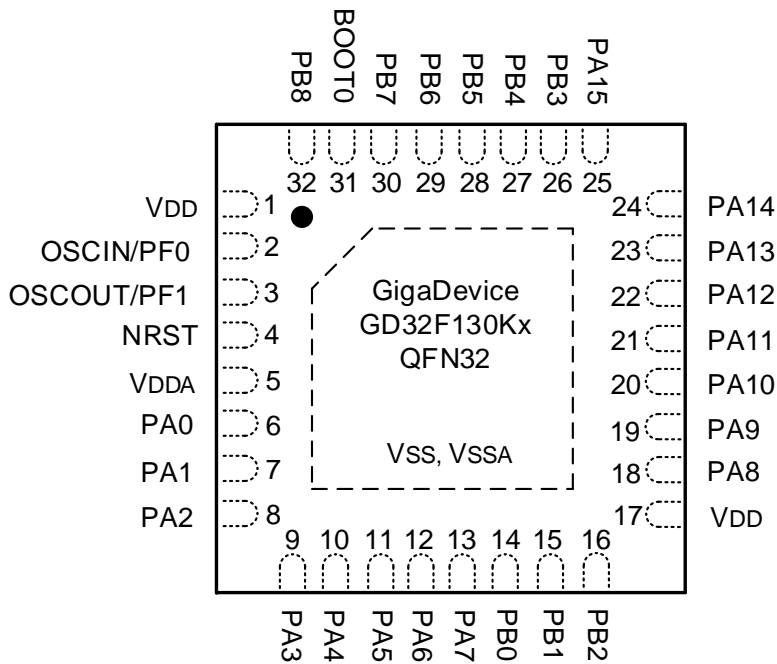 PB8
BOOT0
PB7
PB6
PB5
PB4
PB3
PA15
32
31
30
29
28
27
26
25
VDD
1
OSCIN/PF0
2
OSCOUT/PF1
3
NRST
4
VDDA
5
PA0
6
PA1
7
PA2
8
GigaDevice
GD32F130Kx
QFN32
VSS, VSSA
24
PA14
23
PA13
22
PA12
21
PA11
20
PA10
19
PA9
18
PA8
17
VDD
9
10
11
12
13
14
15
16
PA3
PA4
PA5
PA6
PA7
PB0
PB1
PB2